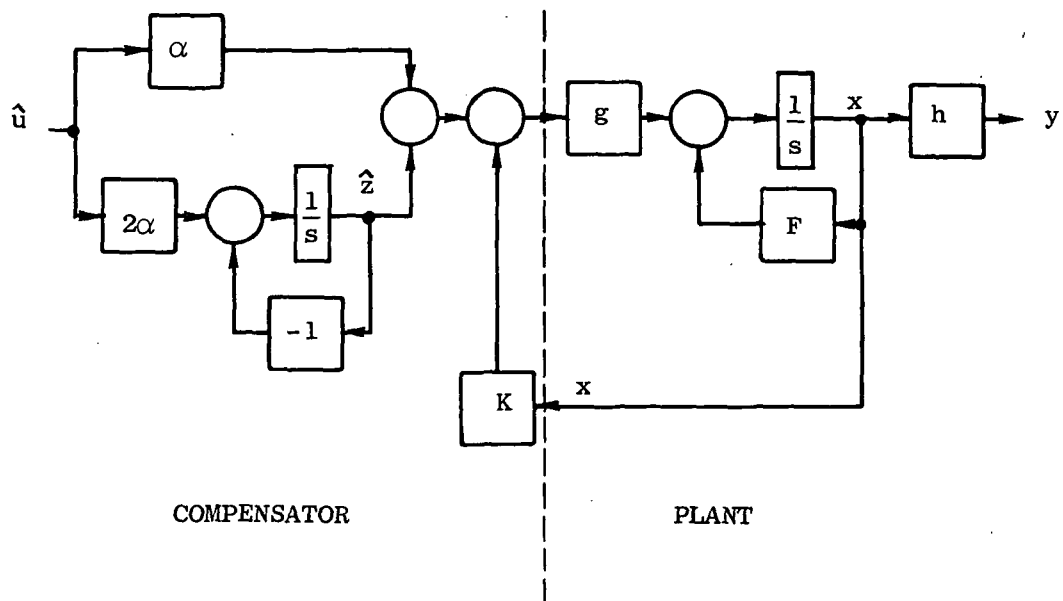 α
û
2α
ẑ
1
s
-1
K
x
g
1
s
x
h
y
F
COMPENSATOR
PLANT